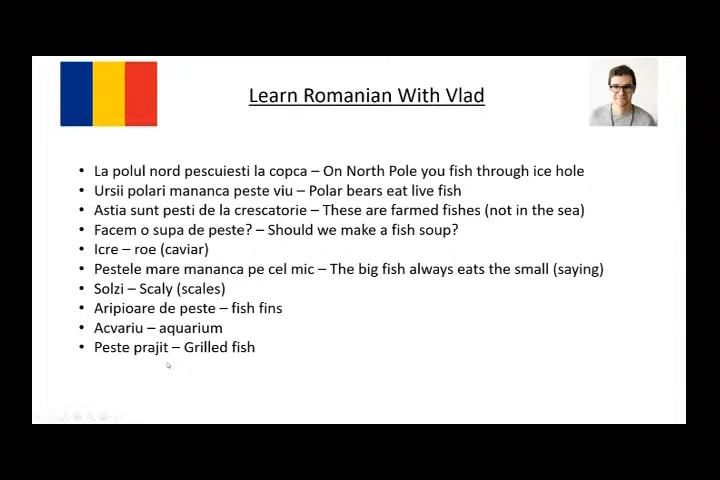 Learn Romanian With Vlad
• La polul nord pescuiesti la copca – On North Pole you fish through ice hole
• Ursii polari mananca peste viu – Polar bears eat live fish
• Astia sunt pesti de la crescatorie – These are farmed fishes (not in the sea)
• Facem o supa de peste? – Should we make a fish soup?
• Icre – roe (caviar)
• Pestele mare mananca pe cel mic – The big fish always eats the small (saying)
• Solzi – Scaly (scales)
• Aripioare de peste – fish fins
• Acvariu – aquarium
• Peste prajit – Grilled fish